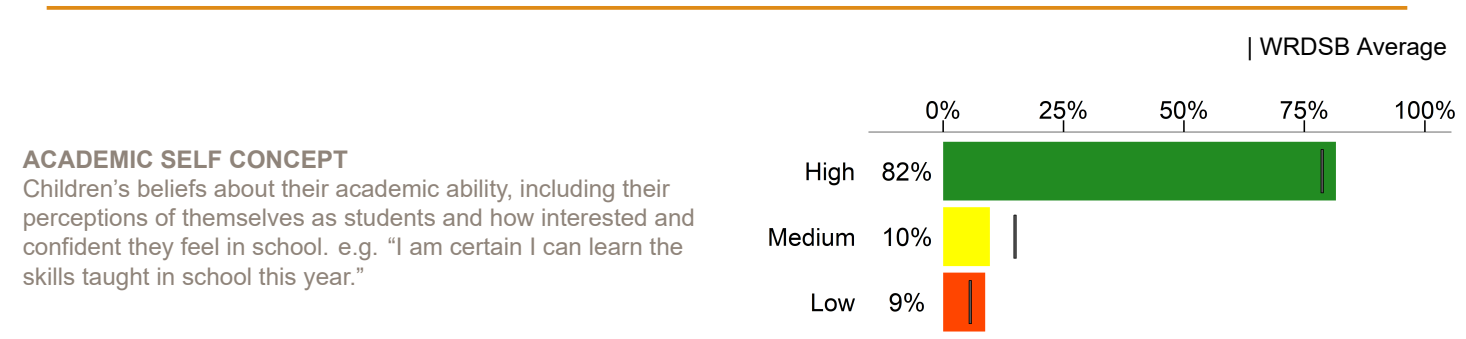 | WRDSB Average
0% 25% 50% 75% 100%
ACADEMIC SELF CONCEPT
Children’s beliefs about their academic ability, including their
perceptions of themselves as students and how interested and
confident they feel in school. e.g. “I am certain I can learn the
skills taught in school this year.”
High 82%
Medium 10%
Low 9%